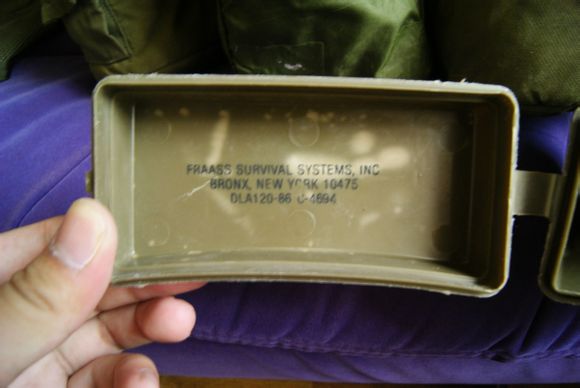 FRAASS SURVIVAL SYSTEMS, INC
BRONX, NEW YORK 10475
DLA120-86 C-4694